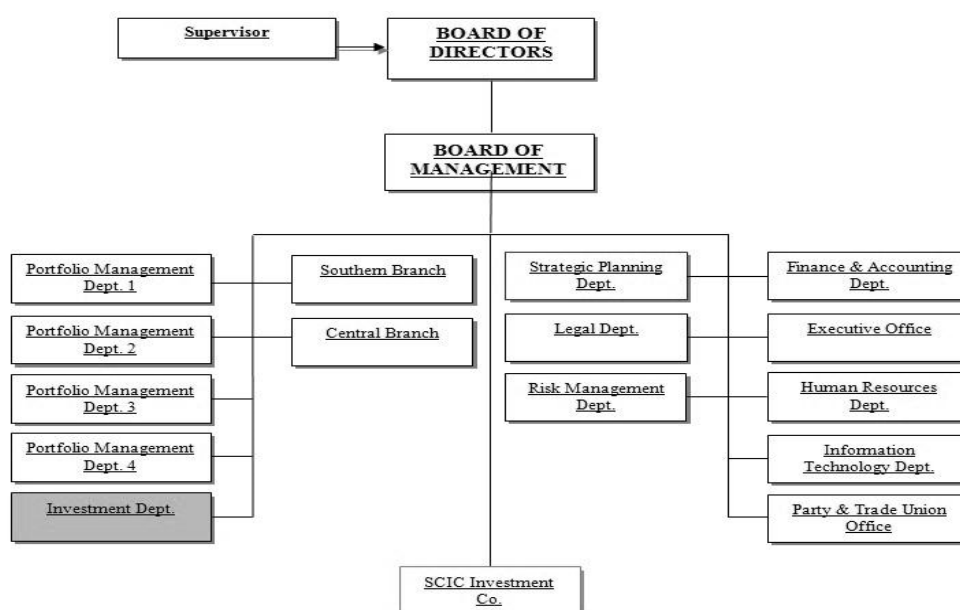 Supervisor
BOARD OF
DIRECTORS
BOARD OF
MANAGEMENT
Portfolio Management
Dept. 1
Southern Branch
Strategic Planning
Dept.
Finance & Accounting
Dept.
Portfolio Management
Dept. 2
Central Branch
Legal Dept.
Executive Office
Portfolio Management
Dept. 3
Risk Management
Dept.
Human Resources
Dept.
Portfolio Management
Dept. 4
Information
Technology Dept.
Investment Dept.
Party & Trade Union
Office
SCIC Investment
Co.